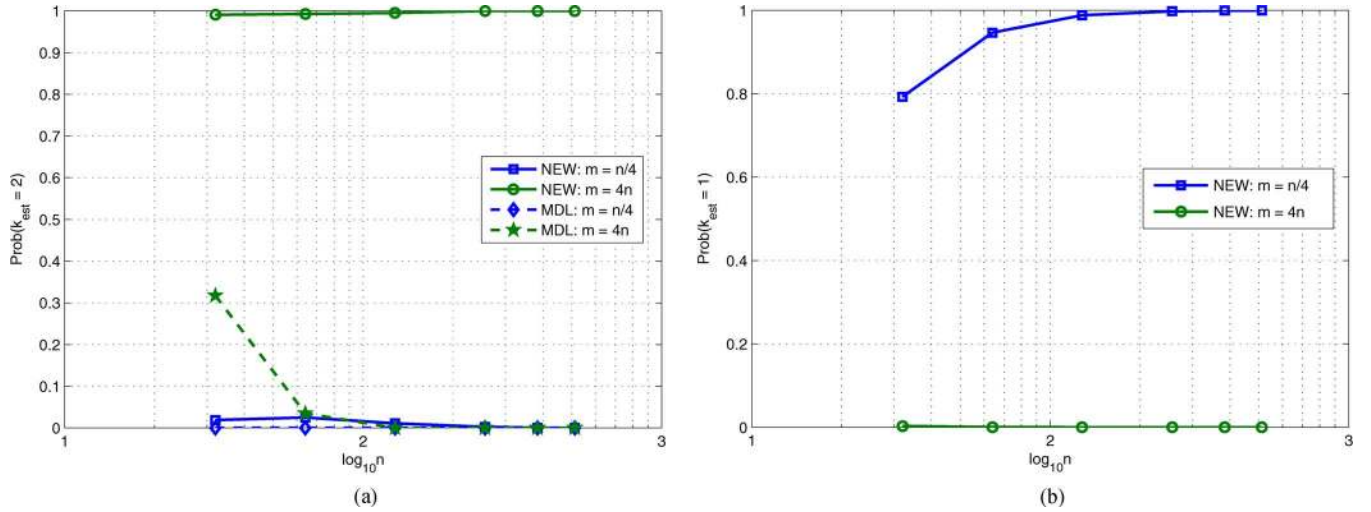 1
0.9
0.8
0.7
0.6
0.5
0.4
0.3
0.2
0.1
0
1
2
3
Prob(k_est = 2)
log_10 n
NEW: m = n/4
NEW: m = 4n
MDL: m = n/4
MDL: m = 4n
(a)
1
0.8
0.6
0.4
0.2
0
1
2
3
Prob(k_est = 1)
log_10 n
NEW: m = n/4
NEW: m = 4n
(b)